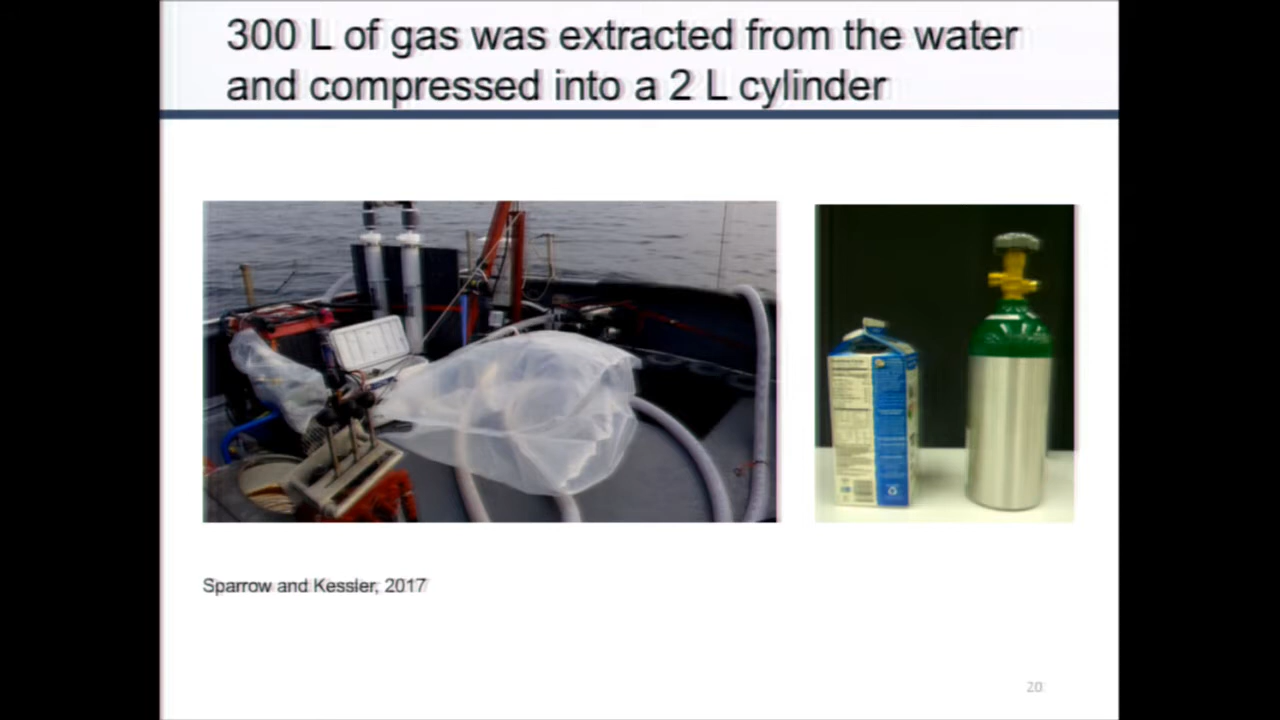 300 L of gas was extracted from the water
and compressed into a 2 L cylinder
Sparrow and Kessler, 2017
20